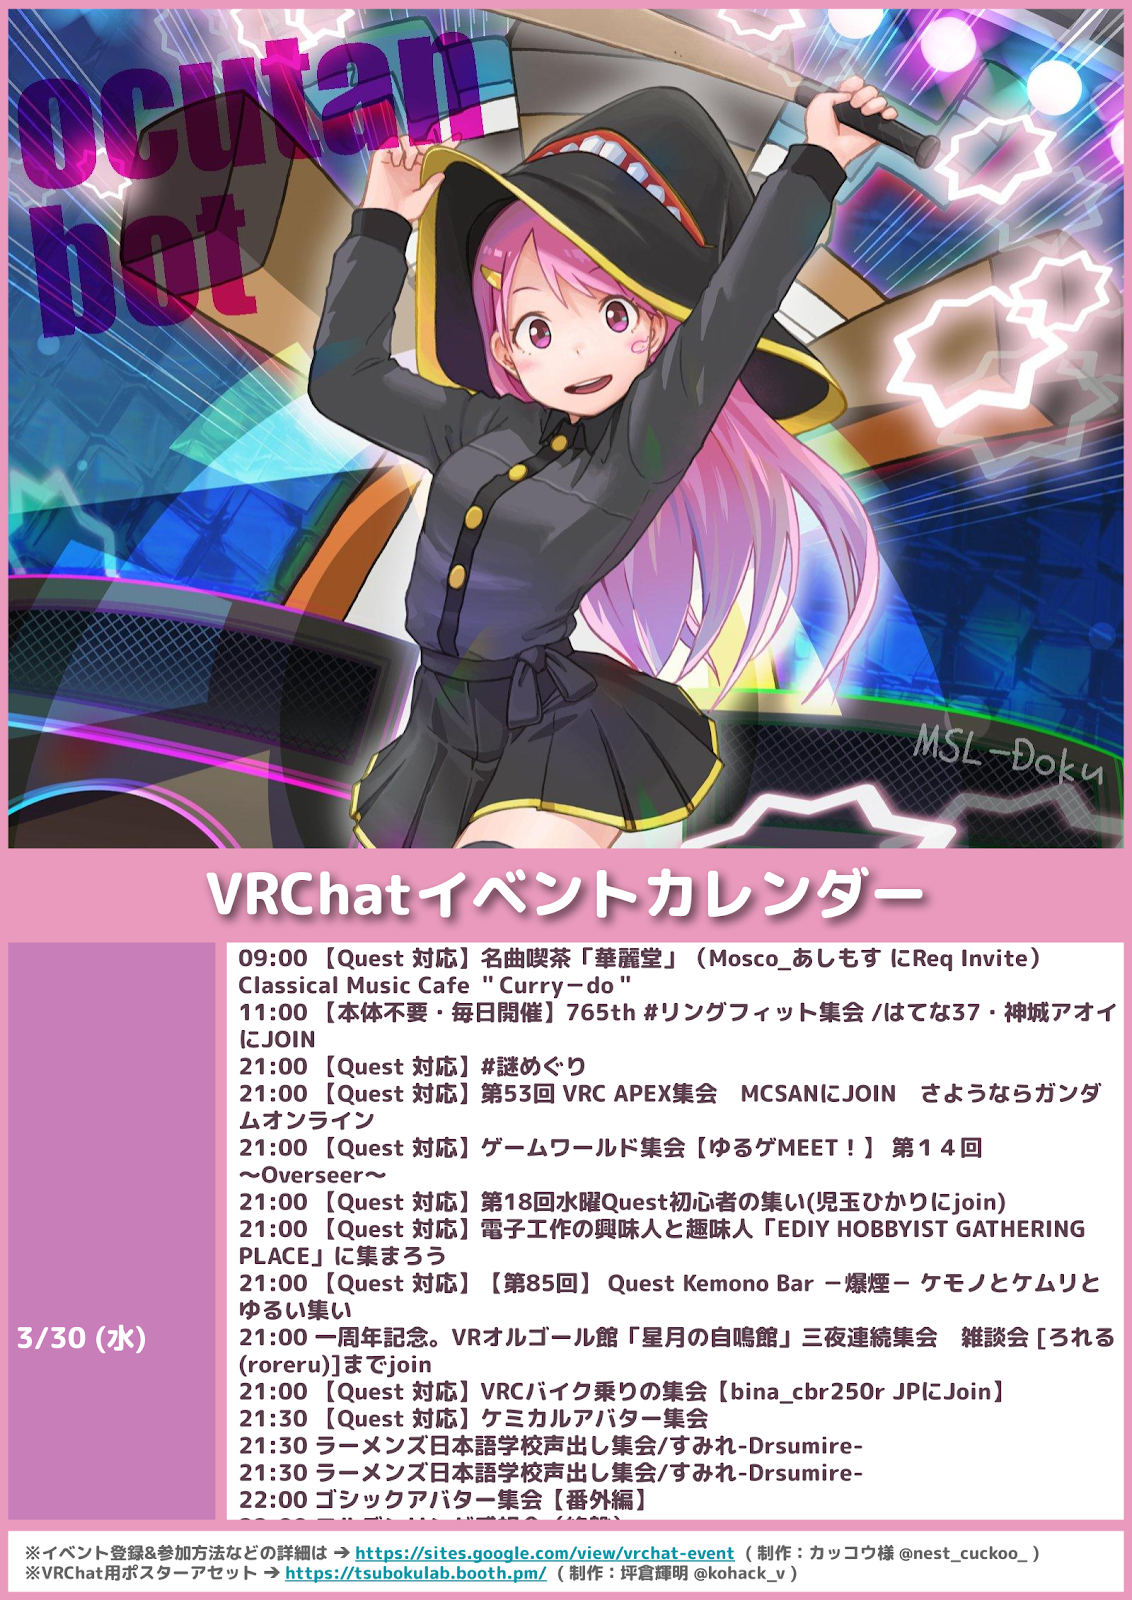 ocutan
bot
MSL-Doku
VRChatイベントカレンダー
3/30 (水)
09:00 【Quest 対応】名曲喫茶「華麗堂」（Mosco_あしもす にReq Invite）
Classical Music Cafe ＂Curry－do＂
11:00 【本体不要・毎日開催】765th #リングフィット集会 /はてな37・神城アオイ
にJOIN
21:00 【Quest 対応】#謎めぐり
21:00 【Quest 対応】第53回 VRC APEX集会　MCSANにJOIN　さようならガンダ
ムオンライン
21:00 【Quest 対応】ゲームワールド集会【ゆるゲMEET！】 第１４回
～Overseer～
21:00 【Quest 対応】第18回水曜Quest初心者の集い(児玉ひかりにjoin)
21:00 【Quest 対応】電子工作の興味人と趣味人「EDIY HOBBYIST GATHERING
PLACE」に集まろう
21:00 【Quest 対応】【第85回】 Quest Kemono Bar －爆煙－ ケモノとケムリと
ゆるい集い
21:00 一周年記念。VRオルゴール館「星月の自鳴館」三夜連続集会　雑談会 [ろれる
(roreru)]までjoin
21:00 【Quest 対応】VRCバイク乗りの集会【bina_cbr250r JPにJoin】
21:30 【Quest 対応】ケミカルアバター集会
21:30 ラーメンズ日本語学校声出し集会/すみれ-Drsumire-
21:30 ラーメンズ日本語学校声出し集会/すみれ-Drsumire-
22:00 ゴシックアバター集会【番外編】
※イベント登録&参加方法などの詳細は ➔ https://sites.google.com/view/vrchat-event （ 制作：カッコウ様 @nest_cuckoo_ ）
※VRChat用ポスターアセット ➔ https://tsubokulab.booth.pm/ （ 制作：坪倉輝明 @kohack_v ）